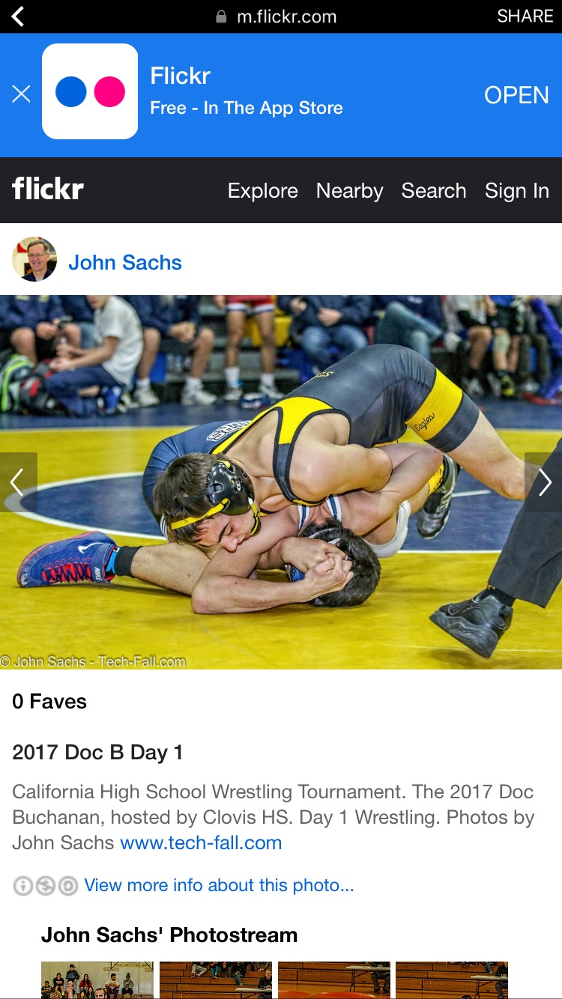 m.flickr.com
SHARE
Flickr
Free - In The App Store
OPEN
flickr
Explore Nearby Search Sign In
John Sachs
Eagles
NIKE
© John Sachs - Tech-Fall.com
0 Faves
2017 Doc B Day 1
California High School Wrestling Tournament. The 2017 Doc
Buchanan, hosted by Clovis HS. Day 1 Wrestling. Photos by
John Sachs www.tech-fall.com
View more info about this photo...
John Sachs' Photostream